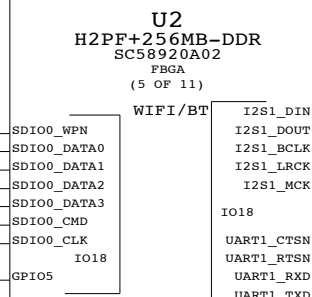 U2
H2PF+256MB-DDR
SC58920A02
FBGA
(5 OF 11)
WIFI/BT
SDIO0_WPN
SDIO0_DATA0
SDIO0_DATA1
SDIO0_DATA2
SDIO0_DATA3
SDIO0_CMD
SDIO0_CLK
IO18
GPIO5
I2S1_DIN
I2S1_DOUT
I2S1_BCLK
I2S1_LRCK
I2S1_MCK
IO18
UART1_CTSN
UART1_RTSN
UART1_RXD
UART1_TXD